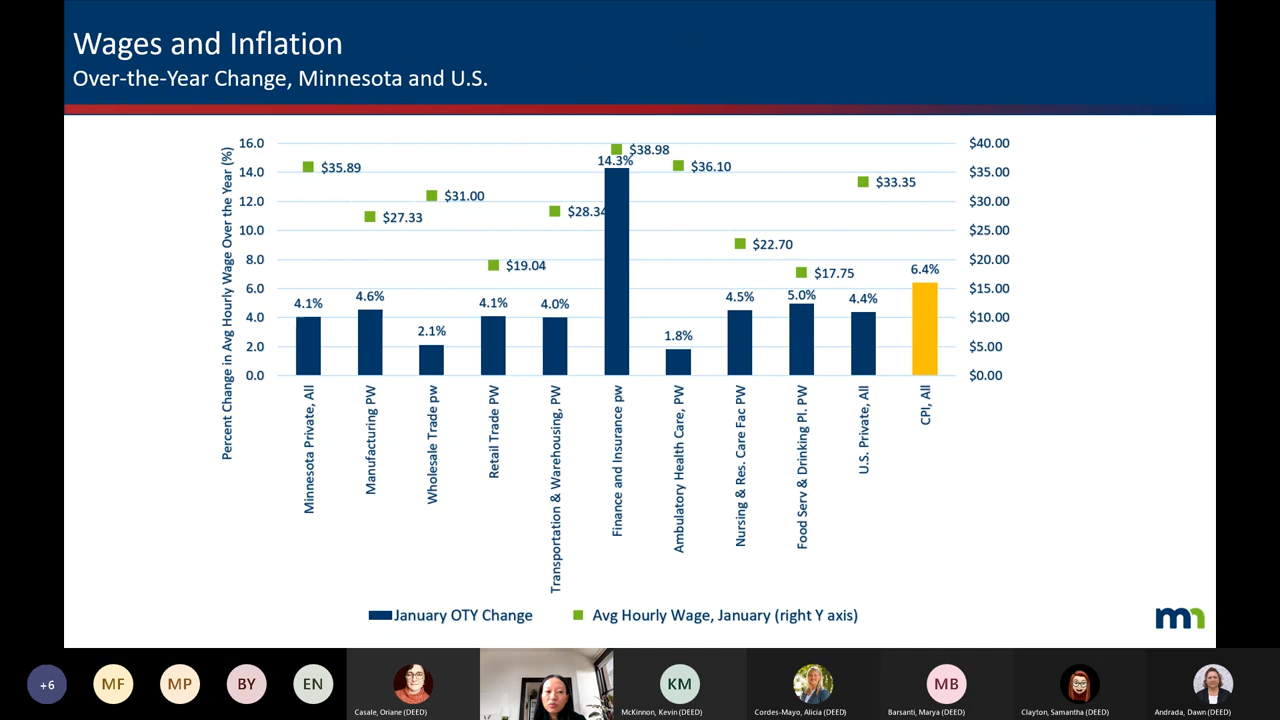 Wages and Inflation
Over-the-Year Change, Minnesota and U.S.
Percent Change in Avg Hourly Wage Over the Year (%)
16.0
14.0
12.0
10.0
8.0
6.0
4.0
2.0
0.0
$40.00
$35.00
$30.00
$25.00
$20.00
$15.00
$10.00
$5.00
$0.00
$35.89
$27.33
$31.00
$19.04
$28.34
$38.98
$36.10
$22.70
$17.75
$33.35
4.1%
4.6%
2.1%
4.1%
4.0%
14.3%
1.8%
4.5%
5.0%
4.4%
6.4%
Minnesota Private, All
Manufacturing PW
Wholesale Trade pw
Retail Trade PW
Transportation & Warehousing, PW
Finance and Insurance pw
Ambulatory Health Care, PW
Nursing & Res. Care Fac PW
Food Serv & Drinking Pl. PW
U.S. Private, All
CPI, All
January OTY Change
Avg Hourly Wage, January (right Y axis)
mn
+6
MF
MP
BY
EN
Casale, Oriane (DEED)
KM
McKinnon, Kevin (DEED)
Cordes-Mayo, Alicia (DEED)
MB
Barsanti, Marya (DEED)
Clayton, Samantha (DEED)
Andrada, Dawn (DEED)